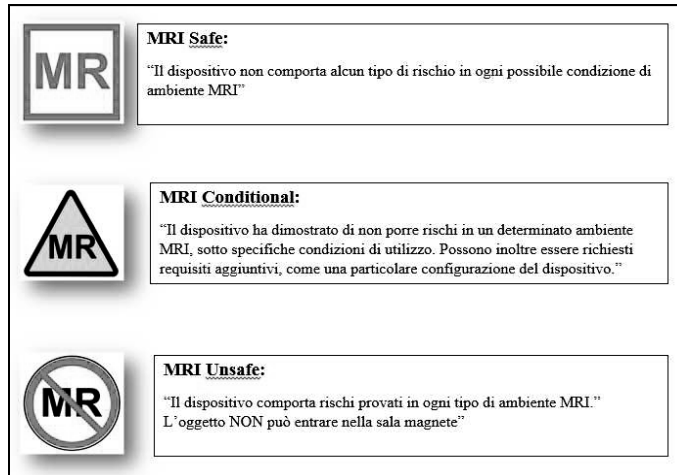 MR
MRI Safe:
“Il dispositivo non comporta alcun tipo di rischio in ogni possibile condizione di
ambiente MRI”
MR
MRI Conditional:
“Il dispositivo ha dimostrato di non porre rischi in un determinato ambiente
MRI, sotto specifiche condizioni di utilizzo. Possono inoltre essere richiesti
requisiti aggiuntivi, come una particolare configurazione del dispositivo.”
MR
MRI Unsafe:
“Il dispositivo comporta rischi provati in ogni tipo di ambiente MRI.”
L’oggetto NON può entrare nella sala magnete”